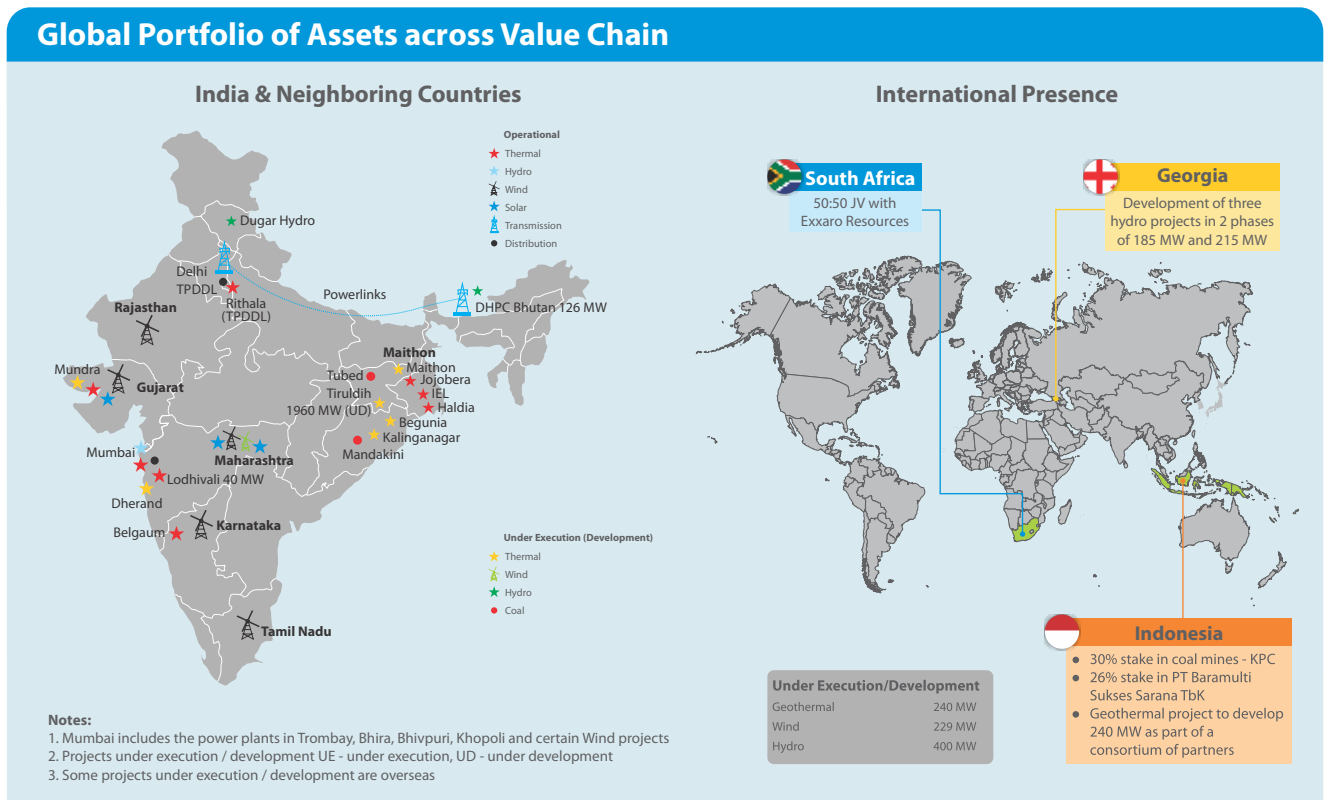 Global Portfolio of Assets across Value Chain
India & Neighboring Countries
Operational
Thermal
Hydro
Wind
Solar
Transmission
Distribution
Dugar Hydro
Delhi
TPDDL
Rithala
(TPDDL)
Powerlinks
DHPC Bhutan 126 MW
Rajasthan
Mundra
Gujarat
Maithon
Maithon
Tubed
Jojobera
Tiruldih
1960 MW (UD)
IEL
Haldia
Begunia
Kalinganagar
Mandakini
Mumbai
Maharashtra
Lodhivali 40 MW
Dherand
Belgaum
Karnataka
Tamil Nadu
Under Execution (Development)
Thermal
Wind
Hydro
Coal
Notes:
1. Mumbai includes the power plants in Trombay, Bhira, Bhivpuri, Khopoli and certain Wind projects
2. Projects under execution / development UE - under execution, UD - under development
3. Some projects under execution / development are overseas
International Presence
South Africa
50:50 JV with
Exxaro Resources
Georgia
Development of three
hydro projects in 2 phases
of 185 MW and 215 MW
Under Execution/Development
Geothermal 240 MW
Wind 229 MW
Hydro 400 MW
Indonesia
● 30% stake in coal mines - KPC
● 26% stake in PT Baramulti
Sukses Sarana TbK
● Geothermal project to develop
240 MW as part of a
consortium of partners